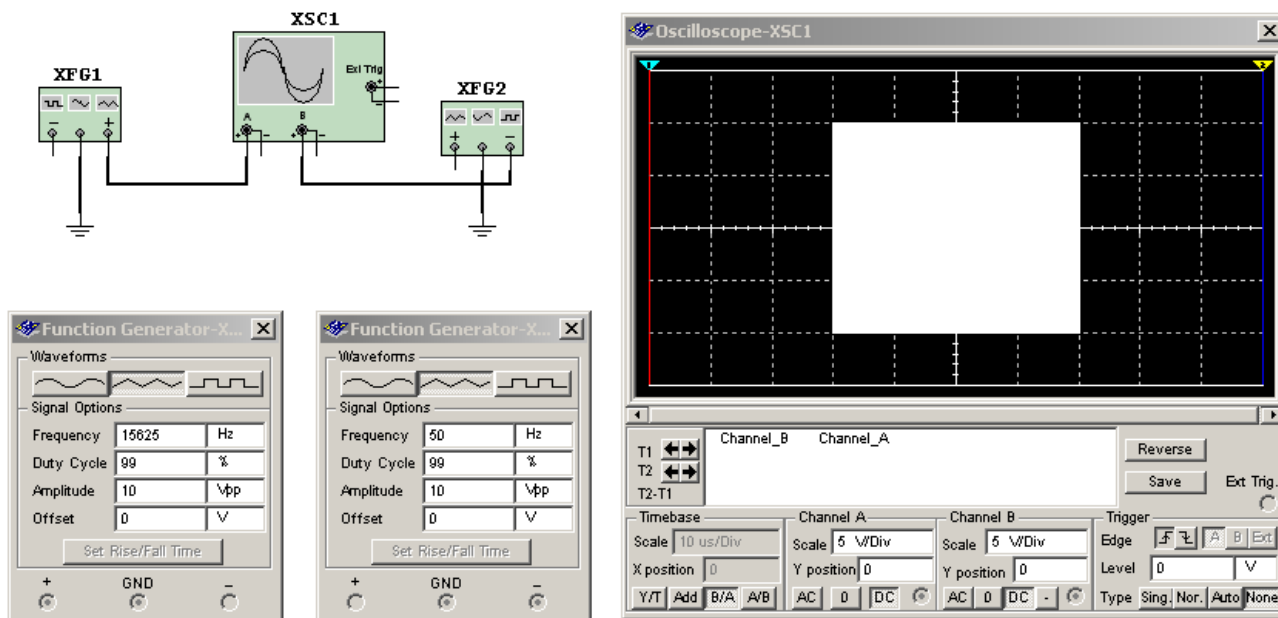 XSC1
XFG1
Ext Trig
XFG2
A B
Oscilloscope-XSC1
1 2
Function Generator-X...
Waveforms
Signal Options
Frequency 15625 Hz
Duty Cycle 99 %
Amplitude 10 Vpp
Offset 0 V
Set Rise/Fall Time
+ GND -
Function Generator-X...
Waveforms
Signal Options
Frequency 50 Hz
Duty Cycle 99 %
Amplitude 10 Vpp
Offset 0 V
Set Rise/Fall Time
+ GND -
T1
T2
T2-T1
Channel_B Channel_A
Reverse
Save
Ext Trig.
Timebase
Scale 10 us/Div
X position 0
Y/T Add B/A A/B
Channel A
Scale 5 V/Div
Y position 0
AC 0 DC
Channel B
Scale 5 V/Div
Y position 0
AC 0 DC -
Trigger
Edge A B Ext
Level 0 V
Type Sing. Nor. Auto None